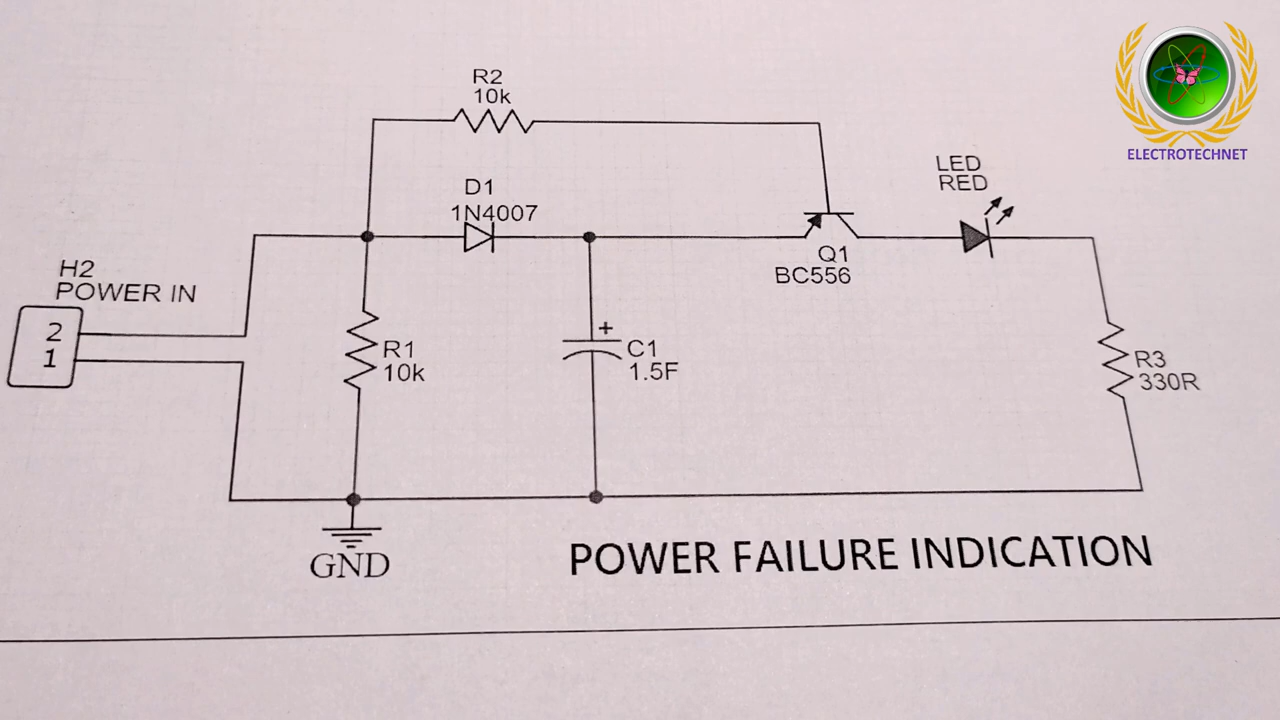 R2
10k
ELECTROTECHNET
LED
RED
D1
1N4007
H2
POWER IN
Q1
BC556
2
1
R1
10k
+
C1
1.5F
R3
330R
GND
POWER FAILURE INDICATION